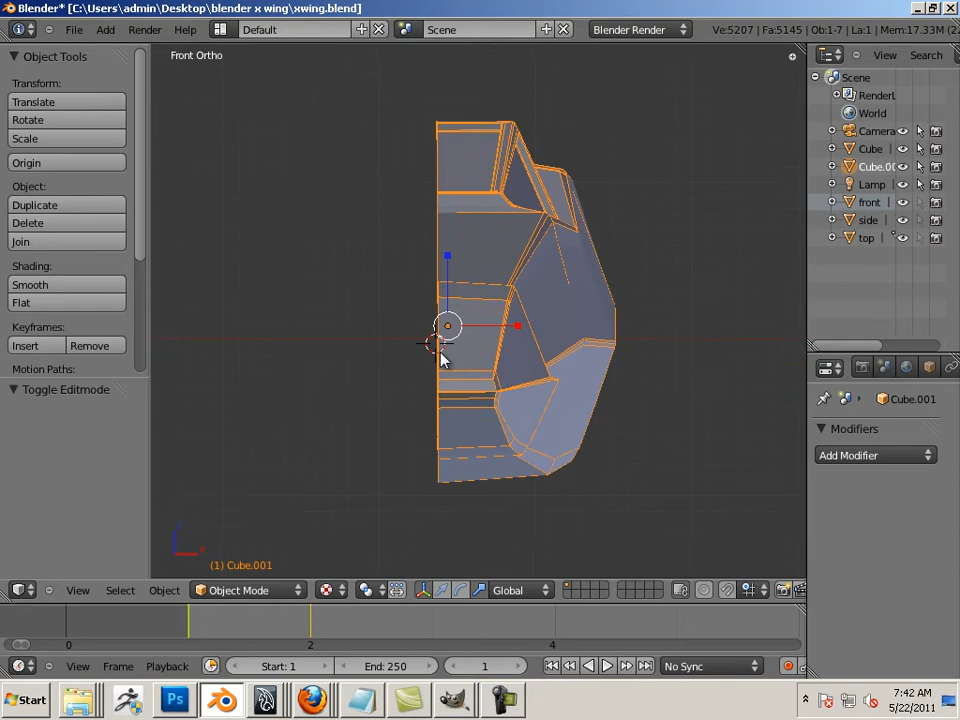 Blender* [C:\Users\admin\Desktop\blender x wing\xwing.blend]
File Add Render Help Default Scene Blender Render Ve:5207 | Fa:5145 | Ob:1-7 | La:1 | Mem:17.33M
Object Tools
Transform:
Translate
Rotate
Scale
Origin
Object:
Duplicate
Delete
Join
Shading:
Smooth
Flat
Keyframes:
Insert Remove
Motion Paths:
Toggle Editmode
Front Ortho
(1) Cube.001
View Search
Scene
RenderL
World
Camera
Cube
Cube.00
Lamp
front
side
top
Cube.001
Modifiers
Add Modifier
View Select Object Object Mode Global
0 2 4
View Frame Playback Start: 1 End: 250 1 No Sync
Start 7:42 AM
5/22/2011